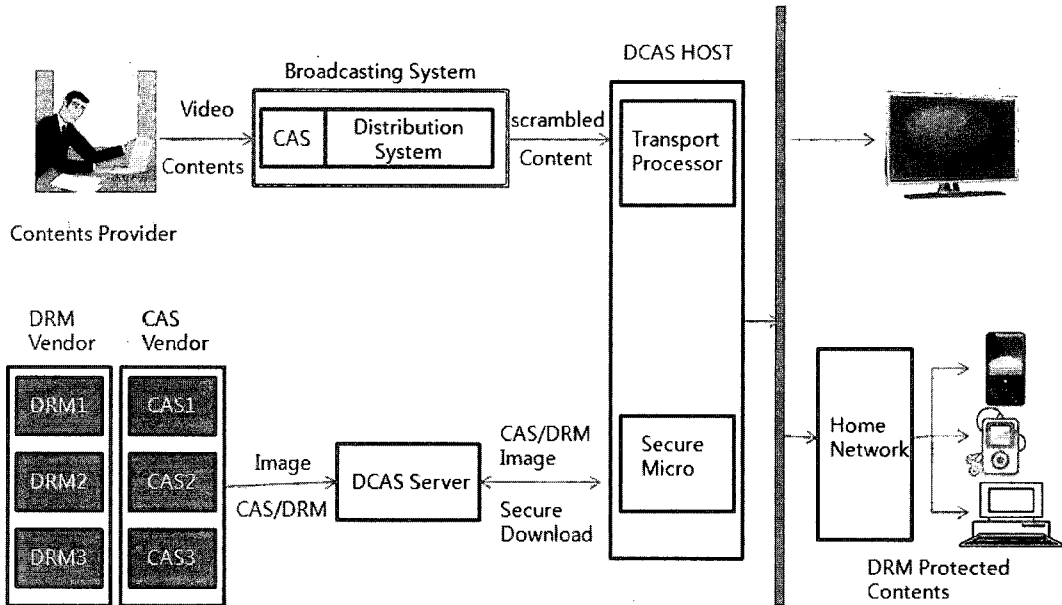 DCAS HOST
Broadcasting System
Video
Contents
CAS
Distribution
System
scrambled
Content
Transport
Processor
Contents Provider
DRM
Vendor
CAS
Vendor
DRM1
DRM2
DRM3
CAS1
CAS2
CAS3
Image
CAS/DRM
DCAS Server
CAS/DRM
Image
Secure
Download
Secure
Micro
Home
Network
DRM Protected
Contents